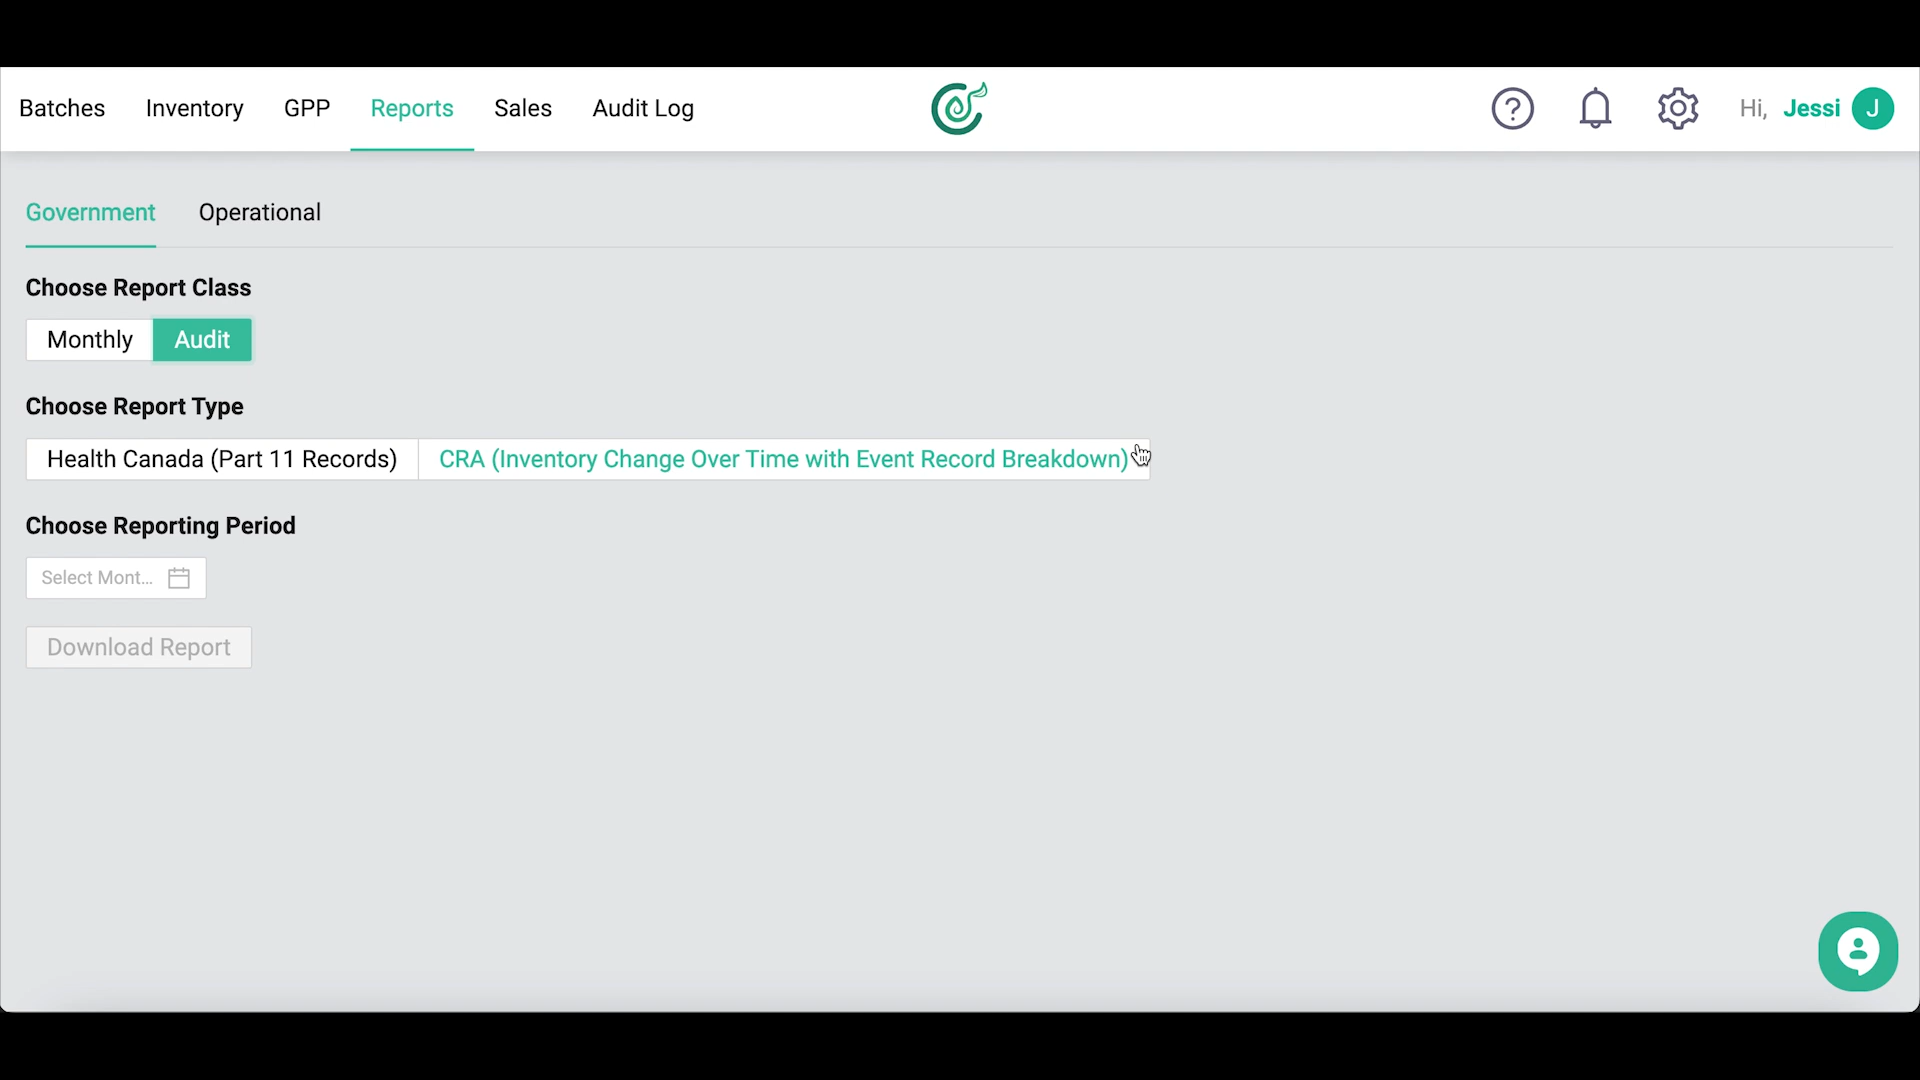 Batches Inventory GPP Reports Sales Audit Log Hi, Jessi J
Government Operational
Choose Report Class
Monthly Audit
Choose Report Type
Health Canada (Part 11 Records) CRA (Inventory Change Over Time with Event Record Breakdown)
Choose Reporting Period
Select Mont...
Download Report